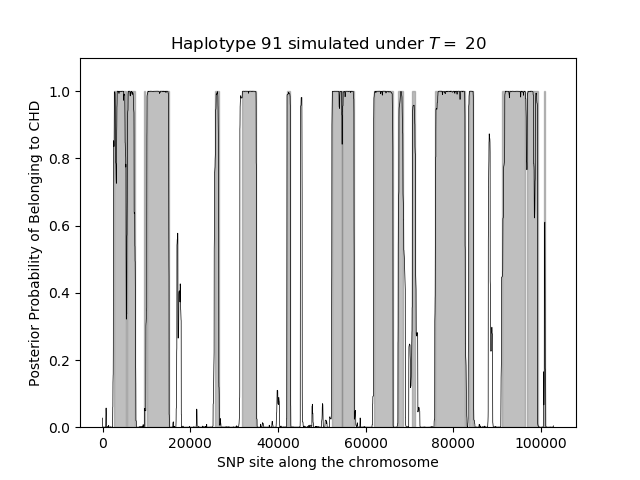 Haplotype 91 simulated under T = 20
Posterior Probability of Belonging to CHD
1.0
0.8
0.6
0.4
0.2
0.0
0 20000 40000 60000 80000 100000
SNP site along the chromosome